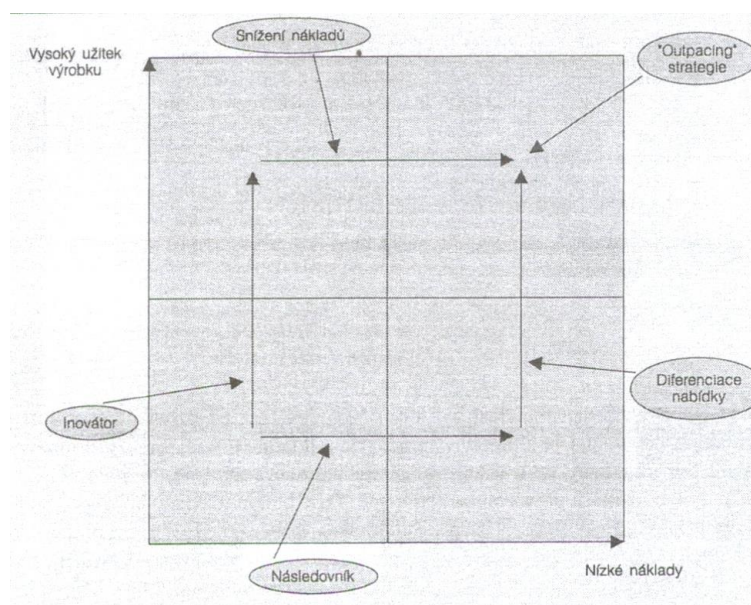 Snížení nákladů
Vysoký užitek
výrobku
"Outpacing"
strategie
Inovátor
Diferenciace
nabídky
Následovník
Nízké náklady